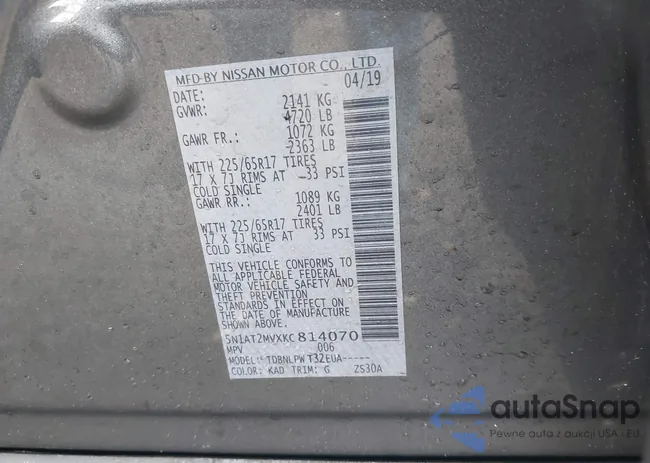 MFD BY NISSAN MOTOR CO., LTD.
DATE: 04/19
GVWR: 2141 KG
4720 LB
GAWR FR.: 1072 KG
2363 LB
WITH 225/65R17 TIRES
17 X 7J RIMS AT 33 PSI
COLD SINGLE
GAWR RR.: 1089 KG
2401 LB
WITH 225/65R17 TIRES
17 X 7J RIMS AT 33 PSI
COLD SINGLE
THIS VEHICLE CONFORMS TO
ALL APPLICABLE FEDERAL
MOTOR VEHICLE SAFETY AND
THEFT PREVENTION
STANDARDS IN EFFECT ON
THE DATE OF MANUFACTURE
SHOWN ABOVE.
5N1AT2MVXKC814070
MPV 006
MODEL: TDBNLPW T32EUA-----
COLOR: KAD TRIM: G ZS30A
autoSnap
Pewne auta z aukcji USA - EU